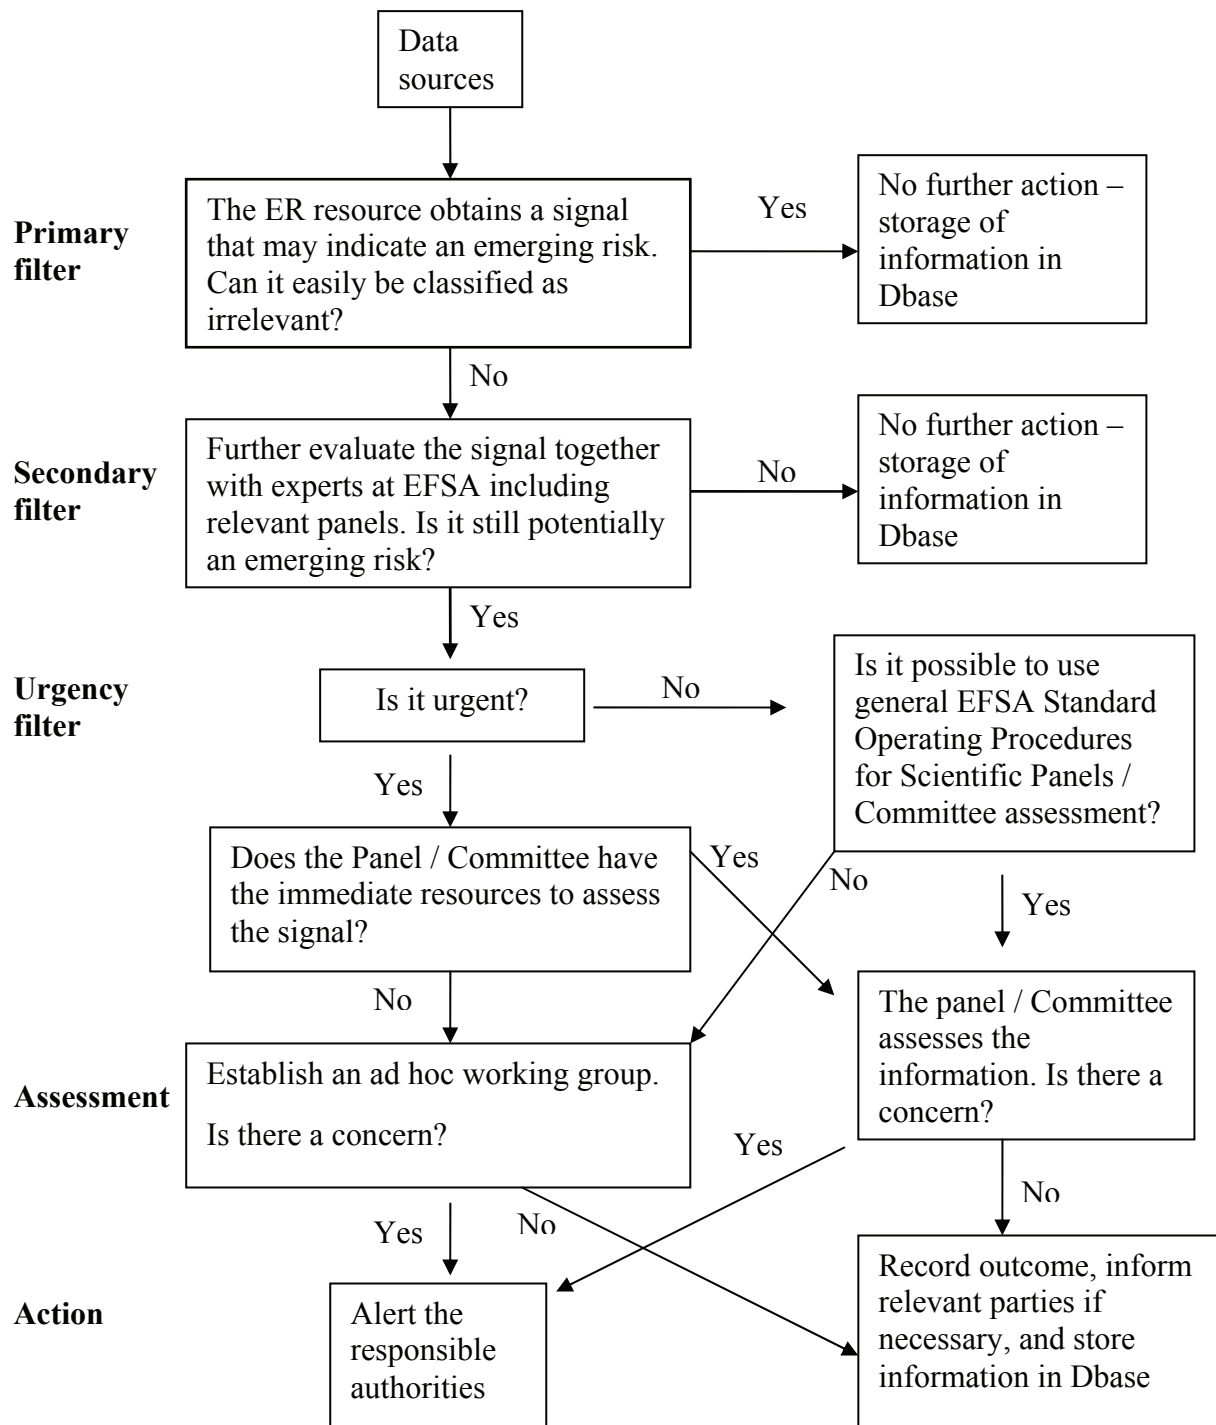 Data
sources
Primary
filter
The ER resource obtains a signal
that may indicate an emerging risk.
Can it easily be classified as
irrelevant?
Yes
No further action –
storage of
information in
Dbase
No
Secondary
filter
Further evaluate the signal together
with experts at EFSA including
relevant panels. Is it still potentially
an emerging risk?
No
No further action –
storage of
information in
Dbase
Yes
Urgency
filter
Is it urgent?
No
Is it possible to use
general EFSA Standard
Operating Procedures
for Scientific Panels /
Committee assessment?
Yes
Does the Panel / Committee have
the immediate resources to assess
the signal?
Yes
No
Yes
No
The panel / Committee
assesses the
information. Is there a
concern?
Assessment
Establish an ad hoc working group.
Is there a concern?
Yes
No
Yes
No
Action
Alert the
responsible
authorities
Record outcome, inform
relevant parties if
necessary, and store
information in Dbase